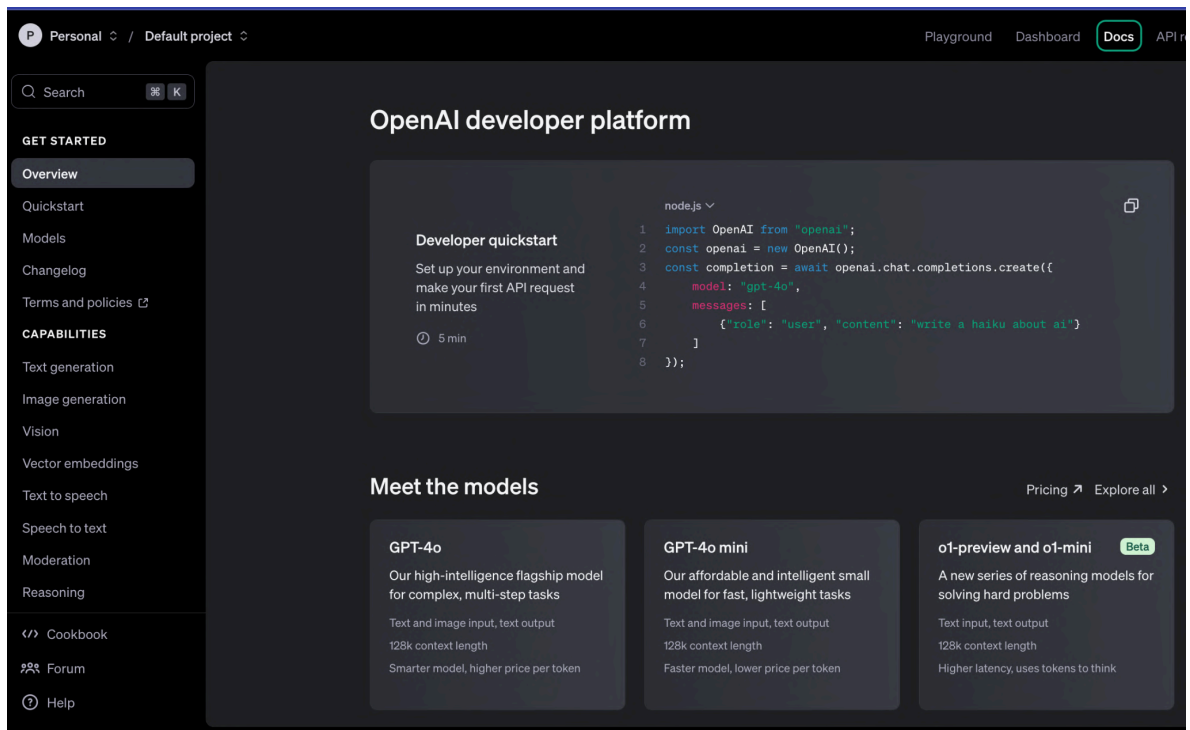 P Personal / Default project
Playground Dashboard Docs API r
Search ⌘ K
GET STARTED
Overview
Quickstart
Models
Changelog
Terms and policies
CAPABILITIES
Text generation
Image generation
Vision
Vector embeddings
Text to speech
Speech to text
Moderation
Reasoning
Cookbook
Forum
Help
OpenAI developer platform
Developer quickstart
Set up your environment and
make your first API request
in minutes
5 min
node.js
1 import OpenAI from "openai";
2 const openai = new OpenAI();
3 const completion = await openai.chat.completions.create({
4     model: "gpt-4o",
5     messages: [
6         {"role": "user", "content": "write a haiku about ai"}
7     ]
8 });
Meet the models
Pricing Explore all
GPT-4o
Our high-intelligence flagship model
for complex, multi-step tasks
Text and image input, text output
128k context length
Smarter model, higher price per token
GPT-4o mini
Our affordable and intelligent small
model for fast, lightweight tasks
Text and image input, text output
128k context length
Faster model, lower price per token
o1-preview and o1-mini Beta
A new series of reasoning models for
solving hard problems
Text input, text output
128k context length
Higher latency, uses tokens to think